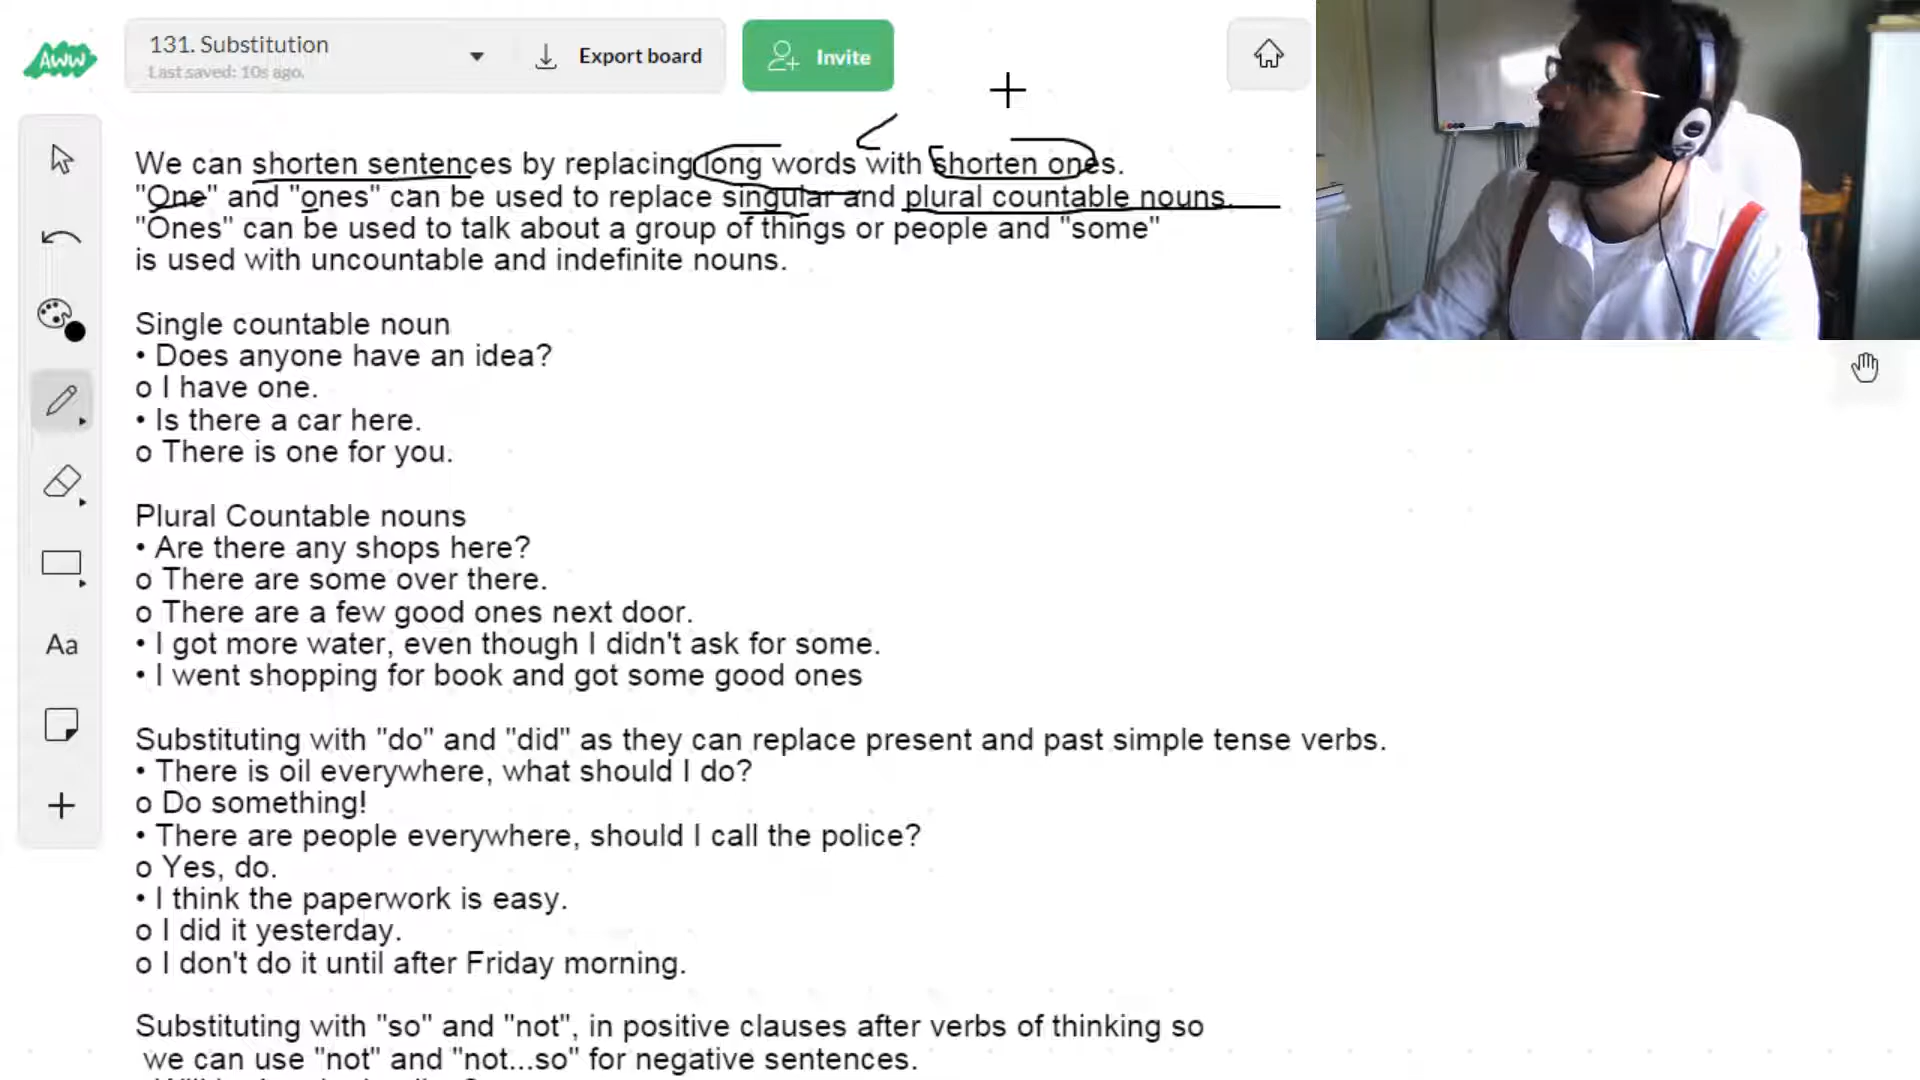 AWW
131. Substitution
Last saved: 10s ago.
Export board
Invite
We can shorten sentences by replacing long words with shorten ones.
"One" and "ones" can be used to replace singular and plural countable nouns.
"Ones" can be used to talk about a group of things or people and "some"
is used with uncountable and indefinite nouns.
Single countable noun
• Does anyone have an idea?
o I have one.
• Is there a car here.
o There is one for you.
Plural Countable nouns
• Are there any shops here?
o There are some over there.
o There are a few good ones next door.
• I got more water, even though I didn't ask for some.
• I went shopping for book and got some good ones
Substituting with "do" and "did" as they can replace present and past simple tense verbs.
• There is oil everywhere, what should I do?
o Do something!
• There are people everywhere, should I call the police?
o Yes, do.
• I think the paperwork is easy.
o I did it yesterday.
o I don't do it until after Friday morning.
Substituting with "so" and "not", in positive clauses after verbs of thinking so
we can use "not" and "not...so" for negative sentences.
Aa